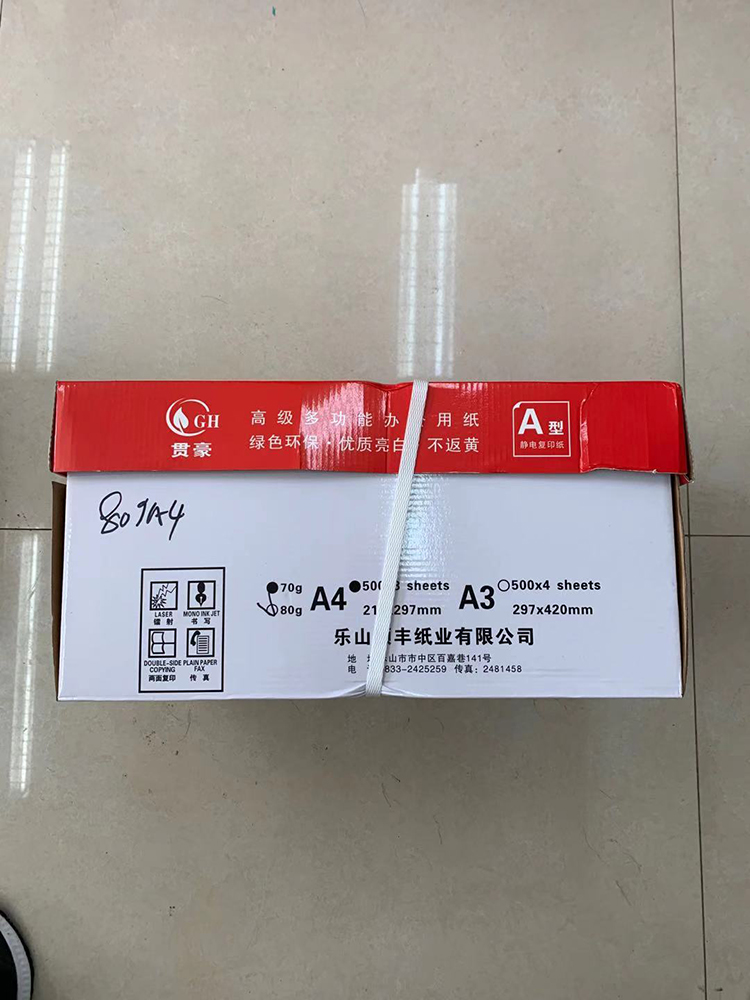 GH
贯豪
高级多功能办 用纸
绿色环保·优质亮白 不返黄
A型
静电复印纸
80gA4
LASER
镭射
MONO INK JET
书写
DOUBLE-SIDE COPYING
两面复印
PLAIN PAPER FAX
传真
70g
80g
A4
500 sheets
297mm
A3
500x4 sheets
297x420mm
乐山 丰纸业有限公司
地 山市市中区百嘉巷141号
电 833-2425259 传真：2481458